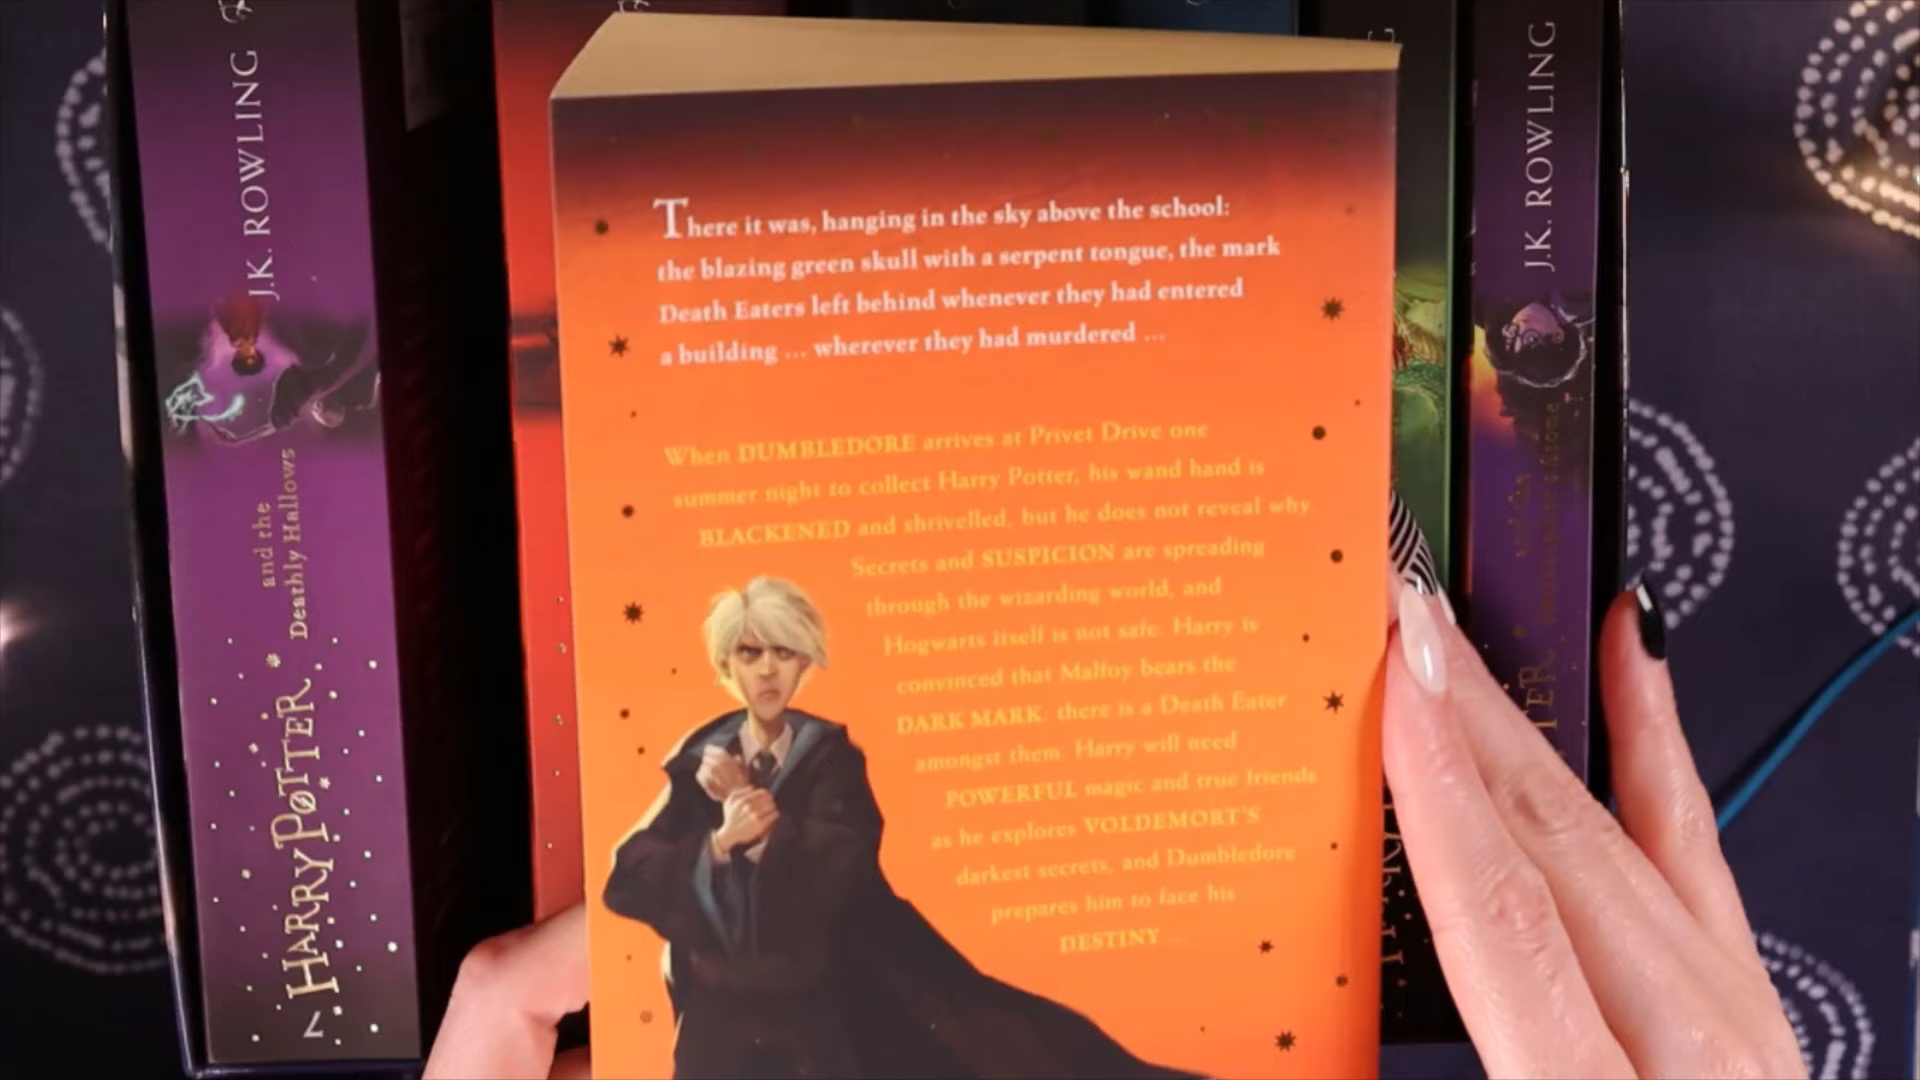 J.K. ROWLING
and the
Deathly Hallows
HARRY POTTER
7
There it was, hanging in the sky above the school:
the blazing green skull with a serpent tongue, the mark
Death Eaters left behind whenever they had entered
a building ... wherever they had murdered ...
When DUMBLEDORE arrives at Privet Drive one
summer night to collect Harry Potter, his wand hand is
BLACKENED and shrivelled, but he does not reveal why.
Secrets and SUSPICION are spreading
through the wizarding world, and
Hogwarts itself is not safe. Harry is
convinced that Malfoy bears the
DARK MARK: there is a Death Eater
amongst them. Harry will need
POWERFUL magic and true friends
as he explores VOLDEMORT'S
darkest secrets, and Dumbledore
prepares him to face his
DESTINY ...
J.K. ROWLING
and the
Philosopher's Stone